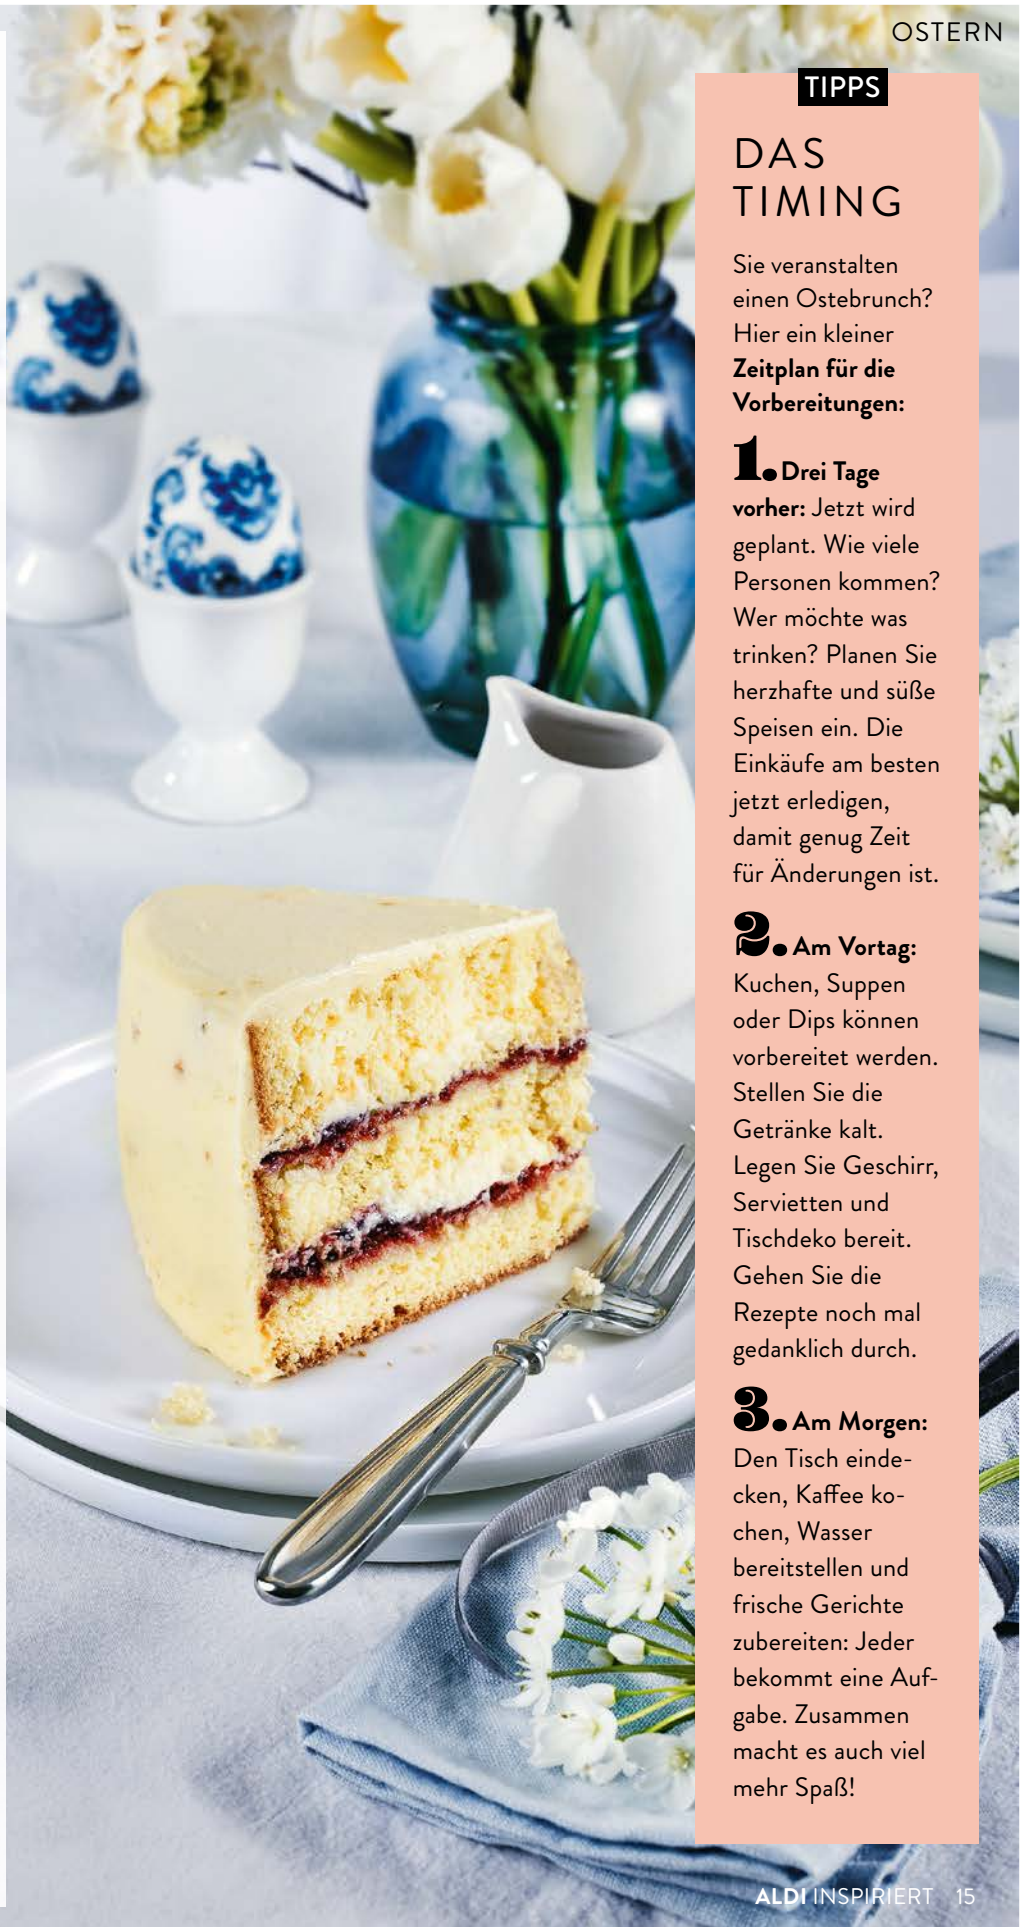 OSTERN
TIPPS
DAS
TIMING
Sie veranstalten
einen Ostebrunch?
Hier ein kleiner
Zeitplan für die
Vorbereitungen:
1. Drei Tage
vorher: Jetzt wird
geplant. Wie viele
Personen kommen?
Wer möchte was
trinken? Planen Sie
herzhafte und süße
Speisen ein. Die
Einkäufe am besten
jetzt erledigen,
damit genug Zeit
für Änderungen ist.
2. Am Vortag:
Kuchen, Suppen
oder Dips können
vorbereitet werden.
Stellen Sie die
Getränke kalt.
Legen Sie Geschirr,
Servietten und
Tischdeko bereit.
Gehen Sie die
Rezepte noch mal
gedanklich durch.
3. Am Morgen:
Den Tisch einde-
cken, Kaffee ko-
chen, Wasser
bereitstellen und
frische Gerichte
zubereiten: Jeder
bekommt eine Auf-
gabe. Zusammen
macht es auch viel
mehr Spaß!
ALDI INSPIRIERT 15